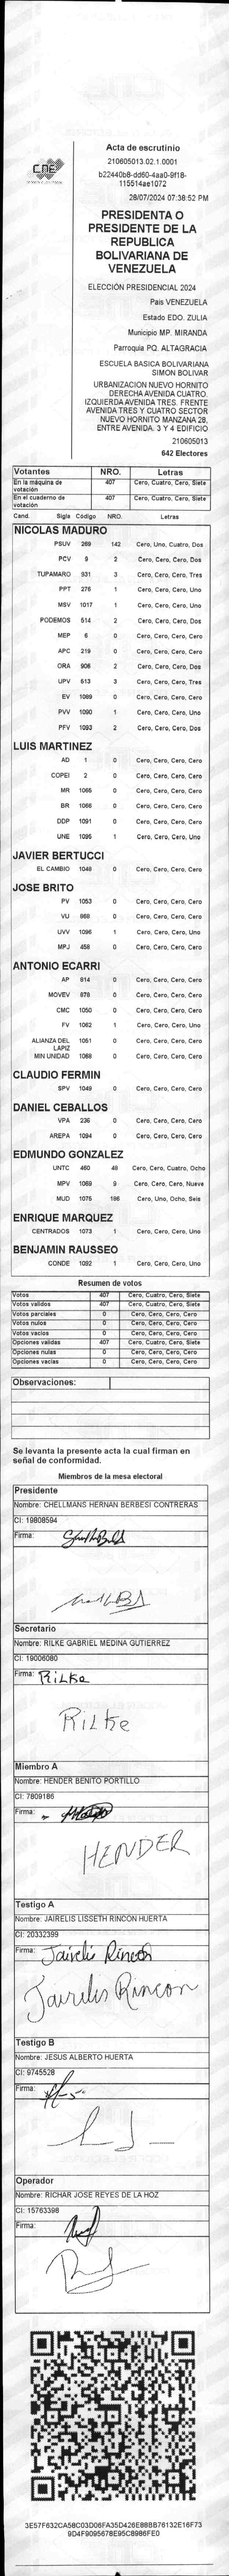 CNE
Acta de escrutinio
210605013.02.1.0001
b22440b8-dd60-4aa0-9f18-
115514ae1072
28/07/2024 07:38:52 PM
PRESIDENTA O
PRESIDENTE DE LA
REPUBLICA
BOLIVARIANA DE
VENEZUELA
ELECCIÓN PRESIDENCIAL 2024
Pais VENEZUELA
Estado EDO. ZULIA
Municipio MP. MIRANDA
Parroquia PQ. ALTAGRACIA
ESCUELA BASICA BOLIVARIANA
SIMON BOLIVAR
URBANIZACION NUEVO HORNITO
DERECHA AVENIDA CUATRO.
IZQUIERDA AVENIDA TRES. FRENTE
AVENIDA TRES Y CUATRO SECTOR
NUEVO HORNITO MANZANA 28,
ENTRE AVENIDA. 3 Y 4 EDIFICIO
210605013
642 Electores
Votantes NRO. Letras
En la máquina de votación 407 Cero, Cuatro, Cero, Siete
En el cuaderno de votación 407 Cero, Cuatro, Cero, Siete
Cand. Sigla Código NRO. Letras
NICOLAS MADURO
PSUV 269 142 Cero, Uno, Cuatro, Dos
PCV 9 2 Cero, Cero, Cero, Dos
TUPAMARO 931 3 Cero, Cero, Cero, Tres
PPT 276 1 Cero, Cero, Cero, Uno
MSV 1017 1 Cero, Cero, Cero, Uno
PODEMOS 514 2 Cero, Cero, Cero, Dos
MEP 6 0 Cero, Cero, Cero, Cero
APC 219 0 Cero, Cero, Cero, Cero
ORA 906 2 Cero, Cero, Cero, Dos
UPV 513 3 Cero, Cero, Cero, Tres
EV 1089 0 Cero, Cero, Cero, Cero
PVV 1090 1 Cero, Cero, Cero, Uno
PFV 1093 2 Cero, Cero, Cero, Dos
LUIS MARTINEZ
AD 1 0 Cero, Cero, Cero, Cero
COPEI 2 0 Cero, Cero, Cero, Cero
MR 1065 0 Cero, Cero, Cero, Cero
BR 1066 0 Cero, Cero, Cero, Cero
DDP 1091 0 Cero, Cero, Cero, Cero
UNE 1095 1 Cero, Cero, Cero, Uno
JAVIER BERTUCCI
EL CAMBIO 1048 0 Cero, Cero, Cero, Cero
JOSE BRITO
PV 1053 0 Cero, Cero, Cero, Cero
VU 868 0 Cero, Cero, Cero, Cero
UVV 1096 1 Cero, Cero, Cero, Uno
MPJ 458 0 Cero, Cero, Cero, Cero
ANTONIO ECARRI
AP 814 0 Cero, Cero, Cero, Cero
MOVEV 878 0 Cero, Cero, Cero, Cero
CMC 1050 0 Cero, Cero, Cero, Cero
FV 1062 1 Cero, Cero, Cero, Uno
ALIANZA DEL LAPIZ 1051 0 Cero, Cero, Cero, Cero
MIN UNIDAD 1068 0 Cero, Cero, Cero, Cero
CLAUDIO FERMIN
SPV 1049 0 Cero, Cero, Cero, Cero
DANIEL CEBALLOS
VPA 236 0 Cero, Cero, Cero, Cero
AREPA 1094 0 Cero, Cero, Cero, Cero
EDMUNDO GONZALEZ
UNTC 460 48 Cero, Cero, Cuatro, Ocho
MPV 1069 9 Cero, Cero, Cero, Nueve
MUD 1075 186 Cero, Uno, Ocho, Seis
ENRIQUE MARQUEZ
CENTRADOS 1073 1 Cero, Cero, Cero, Uno
BENJAMIN RAUSSEO
CONDE 1092 1 Cero, Cero, Cero, Uno
Resumen de votos
Votos 407 Cero, Cuatro, Cero, Siete
Votos validos 407 Cero, Cuatro, Cero, Siete
Votos parciales 0 Cero, Cero, Cero, Cero
Votos nulos 0 Cero, Cero, Cero, Cero
Votos vacios 0 Cero, Cero, Cero, Cero
Opciones validas 407 Cero, Cuatro, Cero, Siete
Opciones nulas 0 Cero, Cero, Cero, Cero
Opciones vacias 0 Cero, Cero, Cero, Cero
Observaciones:
Se levanta la presente acta la cual firman en
señal de conformidad.
Miembros de la mesa electoral
Presidente
Nombre: CHELLMANS HERNAN BERBESI CONTRERAS
CI: 19808594
Firma:
Secretario
Nombre: RILKE GABRIEL MEDINA GUTIERREZ
CI: 19006080
Firma: Rilke
Rilke
Miembro A
Nombre: HENDER BENITO PORTILLO
CI: 7809186
Firma:
HENDER
Testigo A
Nombre: JAIRELIS LISSETH RINCON HUERTA
CI: 20332399
Firma: Jairelis Rincon
Jairelis Rincon
Testigo B
Nombre: JESUS ALBERTO HUERTA
CI: 9745528
Firma:
Operador
Nombre: RICHAR JOSE REYES DE LA HOZ
CI: 15763398
Firma:
3E57F632CA58C03D06FA35D426E88BB76132E16F73
9D4F9095678E95C8986FE0